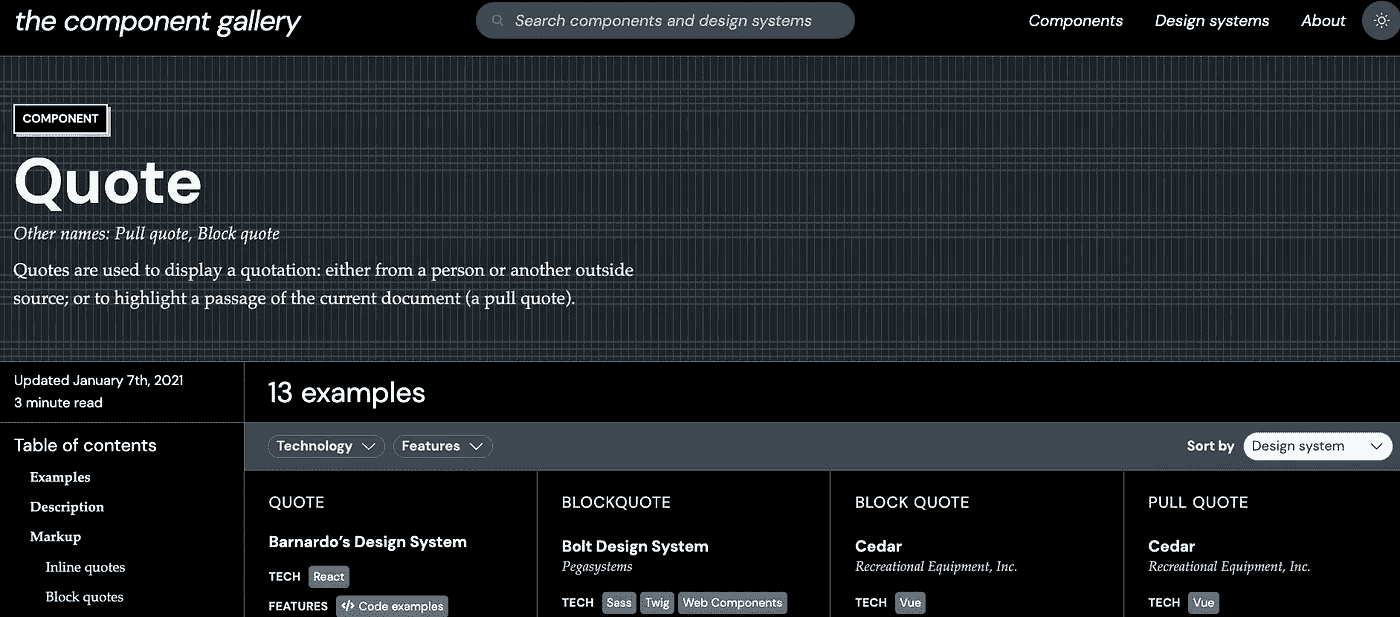 the component gallery
Search components and design systems
Components
Design systems
About
COMPONENT
Quote
Other names: Pull quote, Block quote
Quotes are used to display a quotation: either from a person or another outside
source; or to highlight a passage of the current document (a pull quote).
Updated January 7th, 2021
3 minute read
Table of contents
Examples
Description
Markup
Inline quotes
Block quotes
13 examples
Technology
Features
Sort by
Design system
QUOTE
Barnardo’s Design System
TECH React
FEATURES </> Code examples
BLOCKQUOTE
Bolt Design System
Pegasystems
TECH Sass Twig Web Components
BLOCK QUOTE
Cedar
Recreational Equipment, Inc.
TECH Vue
PULL QUOTE
Cedar
Recreational Equipment, Inc.
TECH Vue